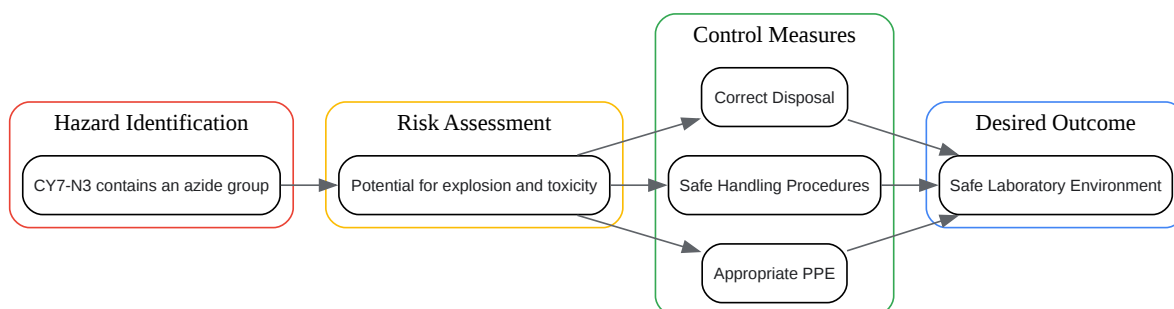 Hazard Identification
CY7-N3 contains an azide group
Risk Assessment
Potential for explosion and toxicity
Control Measures
Correct Disposal
Safe Handling Procedures
Appropriate PPE
Desired Outcome
Safe Laboratory Environment